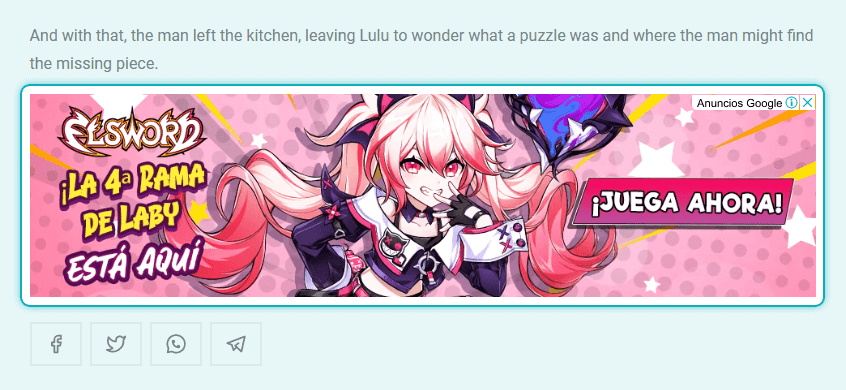 And with that, the man left the kitchen, leaving Lulu to wonder what a puzzle was and where the man might find
the missing piece.
Anuncios Google
ELSWORD
¡LA 4ª RAMA
DE LABY
ESTÁ AQUÍ
¡JUEGA AHORA!